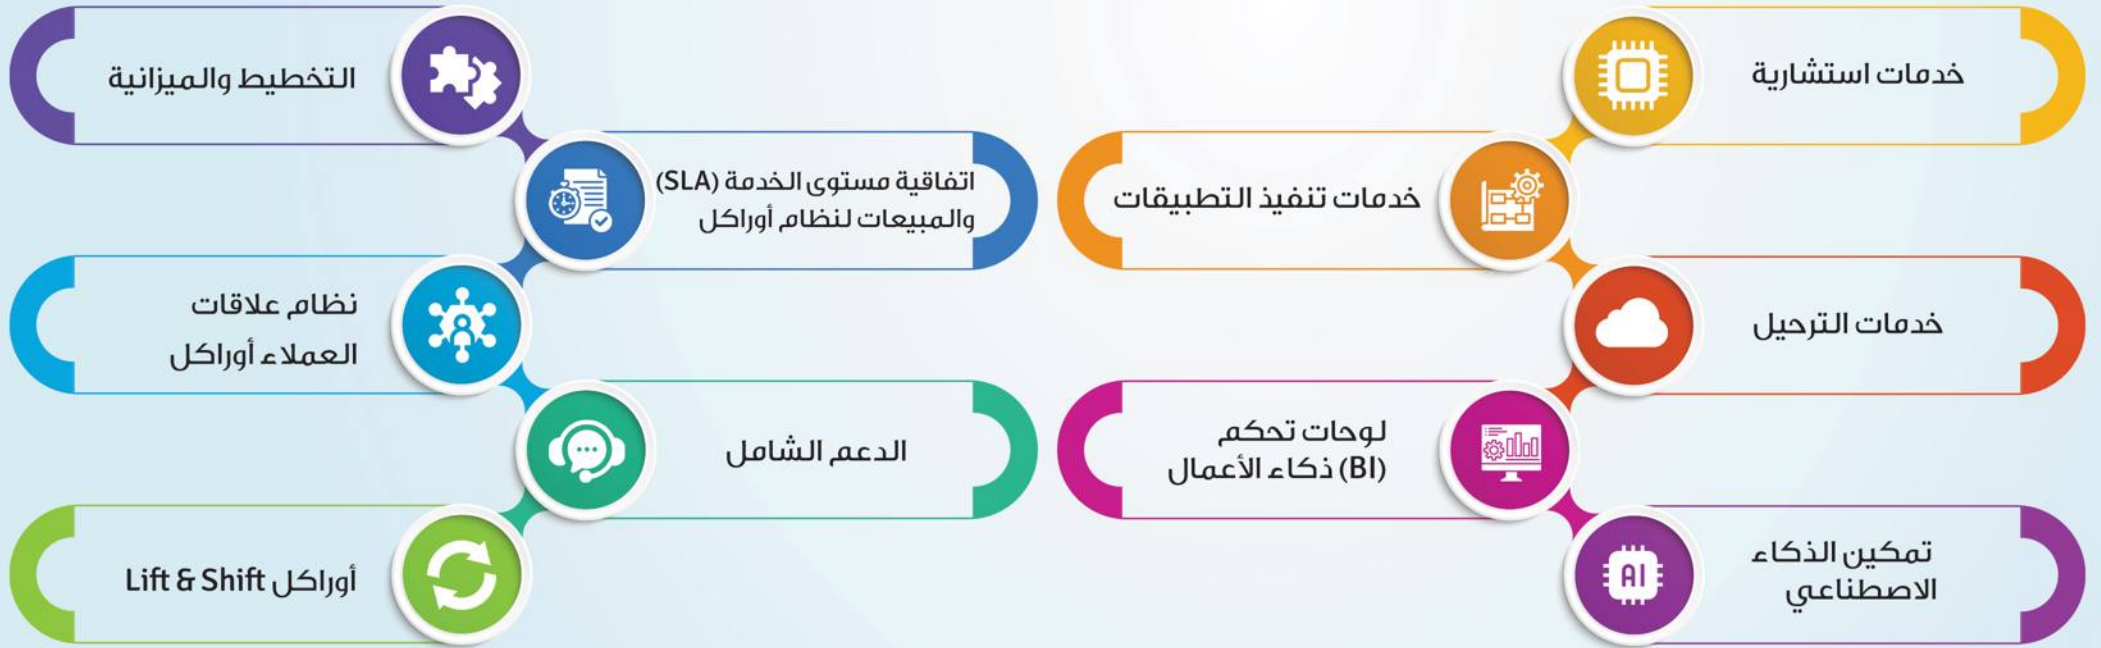 خدمات استشارية
خدمات تنفيذ التطبيقات
خدمات الترحيل
لوحات تحكم
(BI) ذكاء الأعمال
تمكين الذكاء
الاصطناعي
AI
التخطيط والميزانية
اتفاقية مستوى الخدمة (SLA)
والمبيعات لنظام أوراكل
نظام علاقات
العملاء أوراكل
الدعم الشامل
أوراكل Lift & Shift